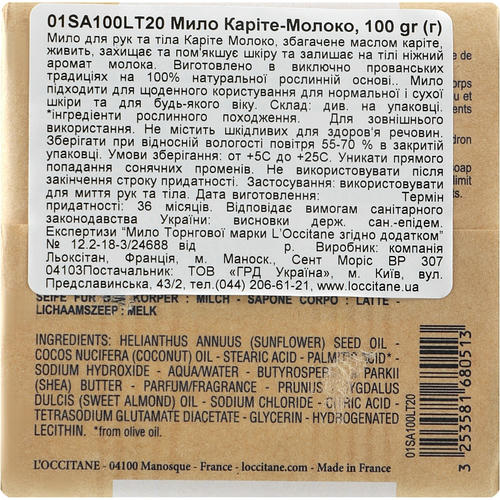 01SA100LT20 Мило Каріте-Молоко, 100 gr (г)
Мило для рук та тіла Каріте Молоко, збагачене маслом каріте,
живить, захищає та пом'якшує шкіру та залишає на тілі ніжний
аромат молока. Виготовлено в виключно прованських
традиціях на 100% натуральної рослинній основі.. Мило
підходить для щоденного користування для нормальної і сухої
шкіри та для будь-якого віку. Склад: див. на упаковці.
*інгредієнти рослинного походження. Для зовнішнього
використання. Не містить шкідливих для здоров'я речовин.
Зберігати при відносній вологості повітря 55-70 % в закритій
упаковці. Умови зберігання: от +5С до +25С. Уникати прямого
попадання сонячних променів. Не використовувати після
закінчення строку придатності. Застосування: використовувати
для миття рук та тіла. Дата виготовлення: Термін
придатності: 36 месяців. Відповідає вимогам санітарного
законодавства України: висновки держ. сан.-епідем.
Експертизи "Мило Торнгової марки L'Occitane згідно додатком"
№ 12.2-18-3/24688 від р. Виробник: компанія
Льокситан, Франція, м. Маноск., Сент Моріс ВР 307
04103Постачальник: ТОВ «ГРД Україна», м. Київ, вул.
Предславинська, 43/2, тел.(044) 206-61-21, www.loccitane.ua
SEIFE FÜR KÖRPER : MILCH - SAPONE CORPO : LATTE -
LICHAAMSZEEP : MELK
INGREDIENTS: HELIANTHUS ANNUUS (SUNFLOWER) SEED OIL -
COCOS NUCIFERA (COCONUT) OIL - STEARIC ACID - PALMITIC ACID* -
SODIUM HYDROXIDE - AQUA/WATER - BUTYROSPERMUM PARKII
(SHEA) BUTTER - PARFUM/FRAGRANCE - PRUNUS AMYGDALUS
DULCIS (SWEET ALMOND) OIL - SODIUM CHLORIDE - CITRIC ACID -
TETRASODIUM GLUTAMATE DIACETATE - GLYCERIN - HYDROGENATED
LECITHIN. *from olive oil.
L'OCCITANE - 04100 Manosque - France - loccitane.com - Made in France
01SA100LT20
3 253581 680513